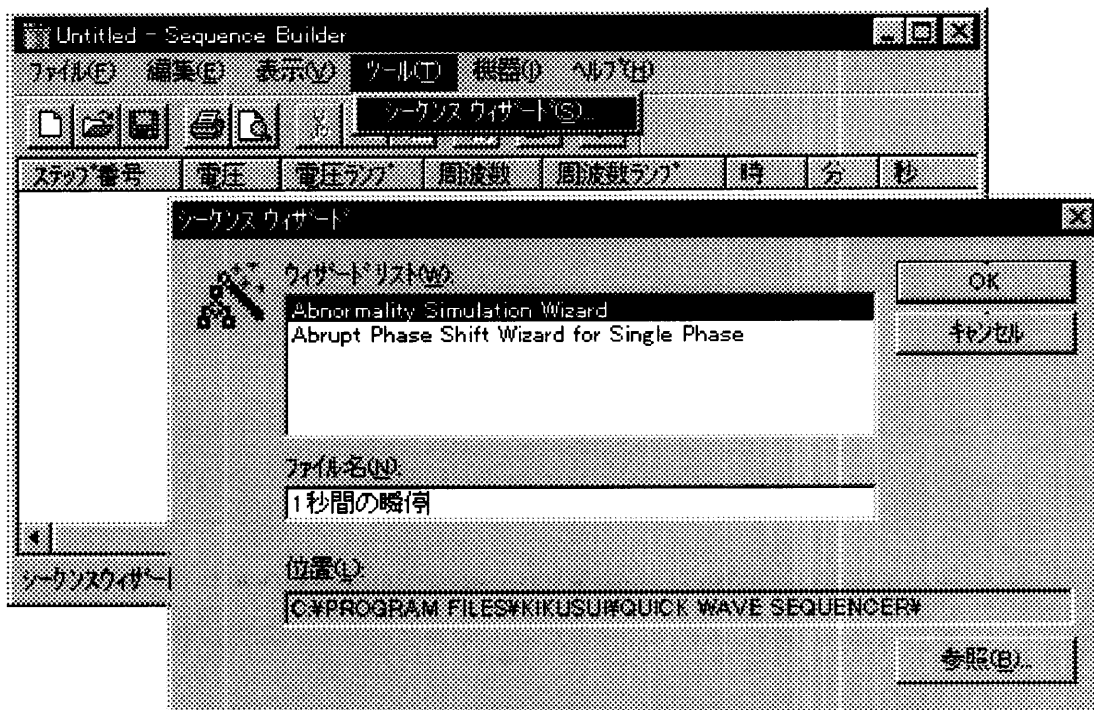 Untitled - Sequence Builder
ファイル(F) 編集(E) 表示(V) ツール(T) 機器(I) ヘルプ(H)
シーケンス ウィザード(S)...
ステップ番号 電圧 電圧ランプ 周波数 周波数ランプ 時 分 秒
シーケンス ウィザード
ウィザード リスト(W):
OK
Abnormality Simulation Wizard
キャンセル
Abrupt Phase Shift Wizard for Single Phase
ファイル名(N):
1秒間の瞬停
位置(L):
シーケンスウィザード
C:¥PROGRAM FILES¥KIKUSUI¥QUICK WAVE SEQUENCER¥
参照(B)...